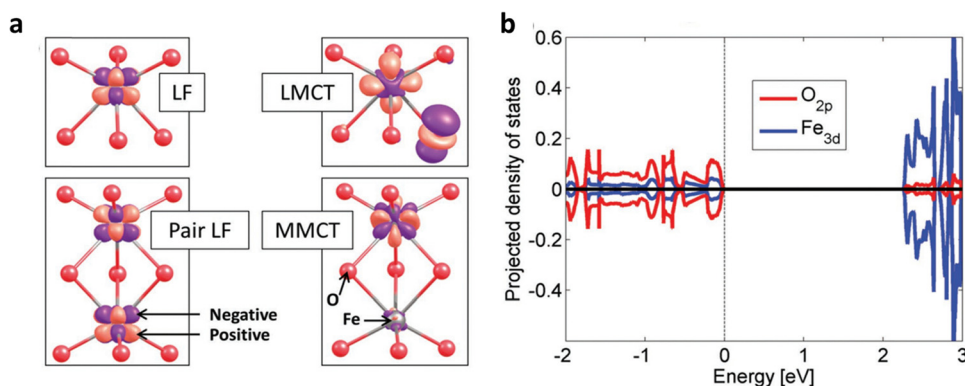 a
LF
LMCT
Pair LF
MMCT
O
Fe
Negative
Positive
b
Projected density of states
0.6
0.4
0.2
0
-0.2
-0.4
O2p
Fe3d
-2
-1
0
1
2
3
Energy [eV]